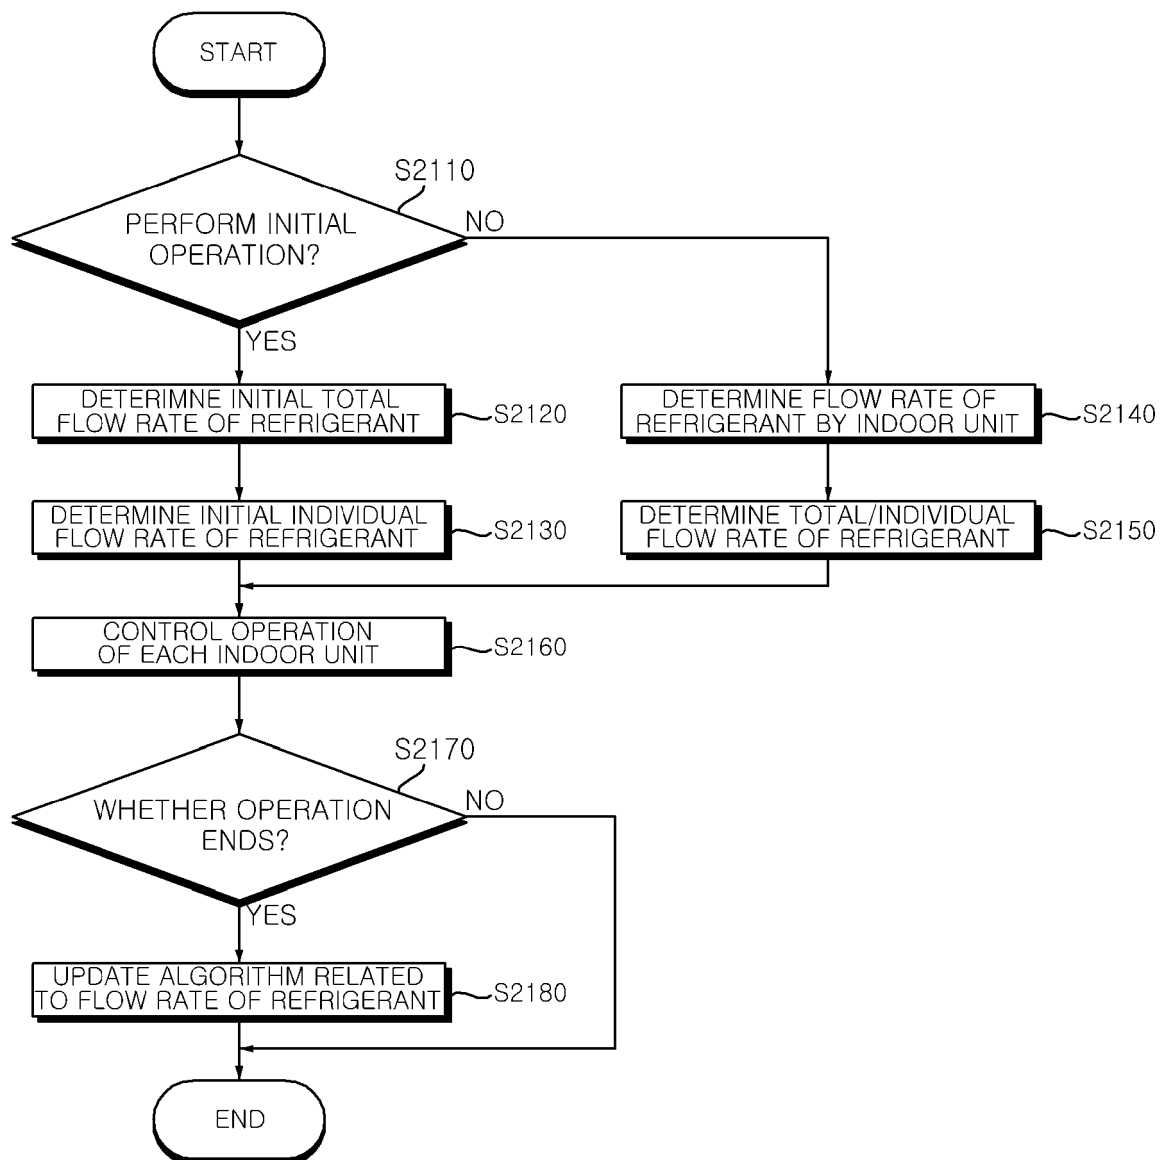 START
S2110
PERFORM INITIAL
OPERATION?
NO
YES
DETERIMNE INITIAL TOTAL
FLOW RATE OF REFRIGERANT
S2120
DETERMINE FLOW RATE OF
REFRIGERANT BY INDOOR UNIT
S2140
DETERMINE INITIAL INDIVIDUAL
FLOW RATE OF REFRIGERANT
S2130
DETERMINE TOTAL/INDIVIDUAL
FLOW RATE OF REFRIGERANT
S2150
CONTROL OPERATION
OF EACH INDOOR UNIT
S2160
S2170
WHETHER OPERATION
ENDS?
NO
YES
UPDATE ALGORITHM RELATED
TO FLOW RATE OF REFRIGERANT
S2180
END